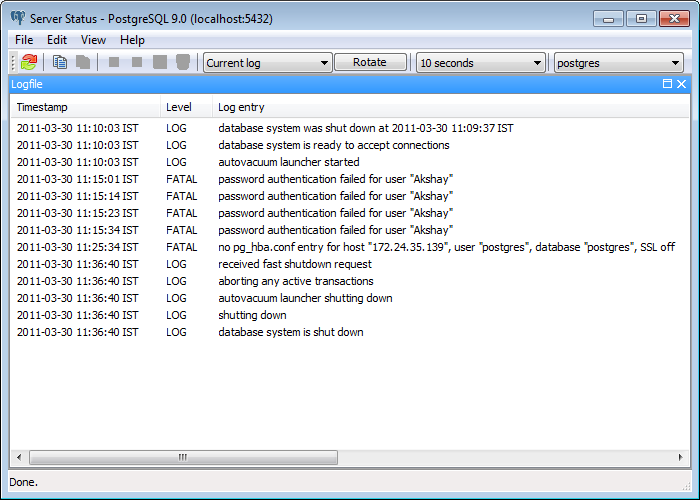 Server Status - PostgreSQL 9.0 (localhost:5432)
File Edit View Help
Current log Rotate 10 seconds postgres
Logfile
Timestamp Level Log entry
2011-03-30 11:10:03 IST LOG database system was shut down at 2011-03-30 11:09:37 IST
2011-03-30 11:10:03 IST LOG database system is ready to accept connections
2011-03-30 11:10:03 IST LOG autovacuum launcher started
2011-03-30 11:15:01 IST FATAL password authentication failed for user "Akshay"
2011-03-30 11:15:14 IST FATAL password authentication failed for user "Akshay"
2011-03-30 11:15:23 IST FATAL password authentication failed for user "Akshay"
2011-03-30 11:15:34 IST FATAL password authentication failed for user "Akshay"
2011-03-30 11:25:34 IST FATAL no pg_hba.conf entry for host "172.24.35.139", user "postgres", database "postgres", SSL off
2011-03-30 11:36:40 IST LOG received fast shutdown request
2011-03-30 11:36:40 IST LOG aborting any active transactions
2011-03-30 11:36:40 IST LOG autovacuum launcher shutting down
2011-03-30 11:36:40 IST LOG shutting down
2011-03-30 11:36:40 IST LOG database system is shut down
Done.